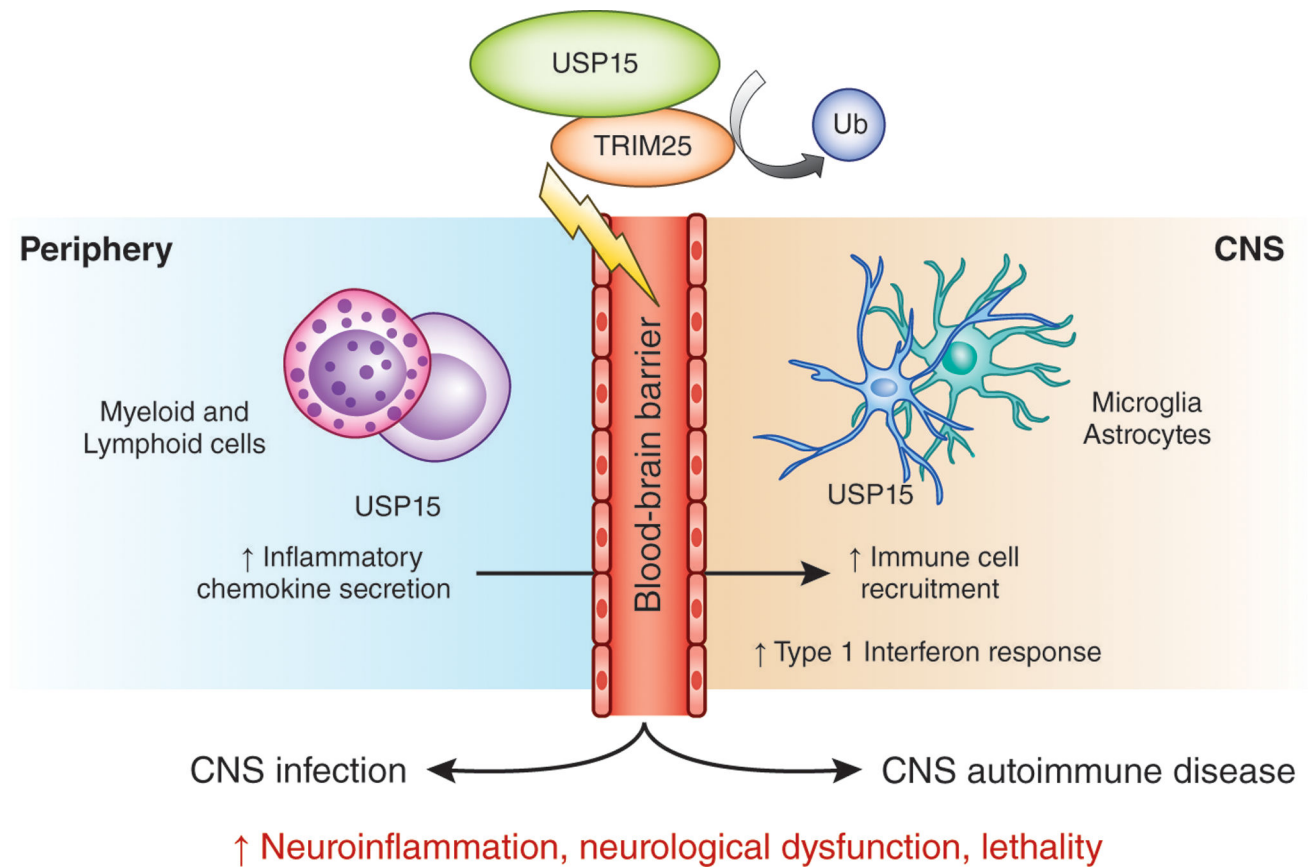 USP15
TRIM25
Ub
Periphery
CNS
Myeloid and
Lymphoid cells
USP15
↑ Inflammatory
chemokine secretion
Blood-brain barrier
Microglia
Astrocytes
USP15
↑ Immune cell
recruitment
↑ Type 1 Interferon response
CNS infection
CNS autoimmune disease
↑ Neuroinflammation, neurological dysfunction, lethality